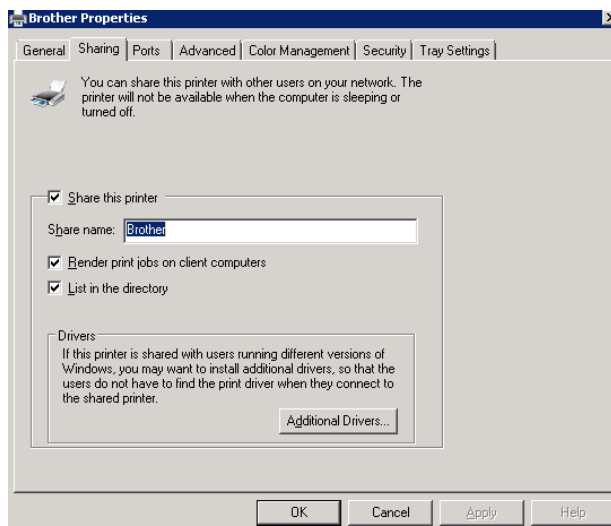 Brother Properties
General Sharing Ports Advanced Color Management Security Tray Settings
You can share this printer with other users on your network. The
printer will not be available when the computer is sleeping or
turned off.
Share this printer
Share name: Brother
Render print jobs on client computers
List in the directory
Drivers
If this printer is shared with users running different versions of
Windows, you may want to install additional drivers, so that the
users do not have to find the print driver when they connect to
the shared printer.
Additional Drivers...
OK Cancel Apply Help